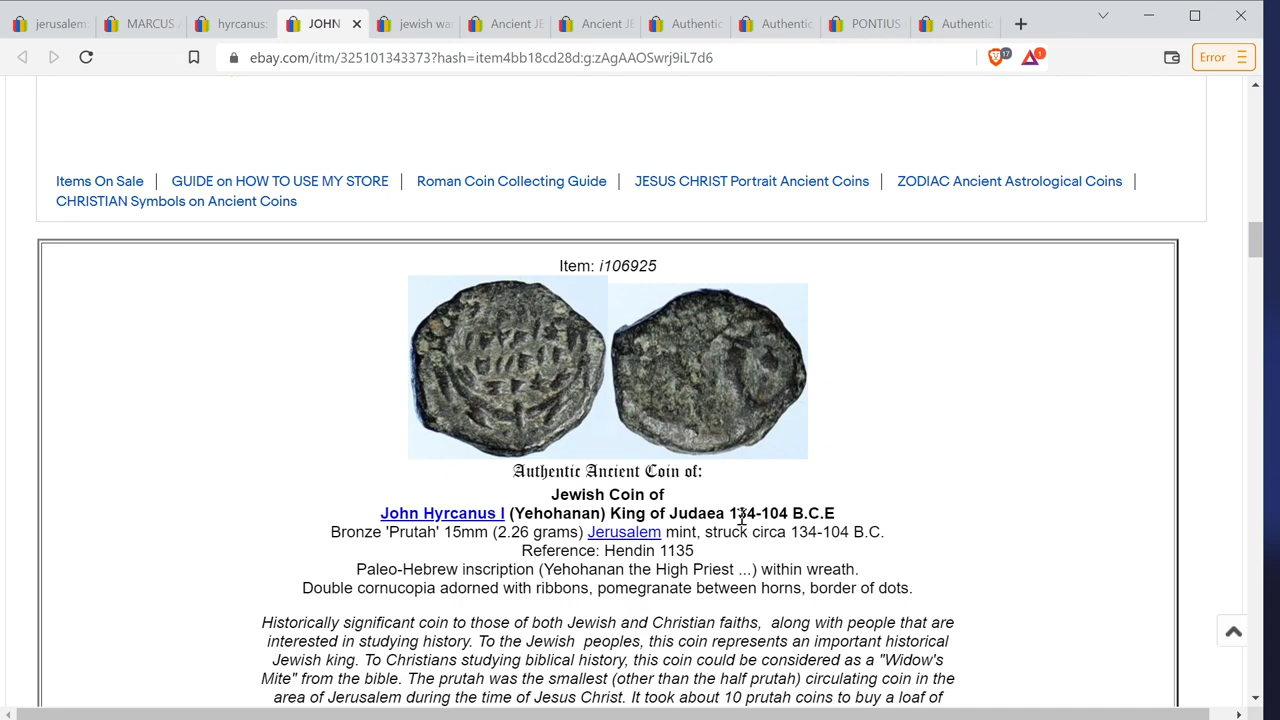 jerusalem
MARCUS A
hyrcanus
JOHN
jewish wa
Ancient JE
Ancient JE
Authentic
Authentic
PONTIUS
Authentic
ebay.com/itm/325101343373?hash=item4bb18cd28d:g:zAgAAOSwrj9iL7d6
17
1
Error
Items On Sale | GUIDE on HOW TO USE MY STORE | Roman Coin Collecting Guide | JESUS CHRIST Portrait Ancient Coins | ZODIAC Ancient Astrological Coins |
CHRISTIAN Symbols on Ancient Coins
Item: i106925
Authentic Ancient Coin of:
Jewish Coin of
John Hyrcanus I (Yehohanan) King of Judaea 134-104 B.C.E
Bronze 'Prutah' 15mm (2.26 grams) Jerusalem mint, struck circa 134-104 B.C.
Reference: Hendin 1135
Paleo-Hebrew inscription (Yehohanan the High Priest ...) within wreath.
Double cornucopia adorned with ribbons, pomegranate between horns, border of dots.
Historically significant coin to those of both Jewish and Christian faiths, along with people that are
interested in studying history. To the Jewish peoples, this coin represents an important historical
Jewish king. To Christians studying biblical history, this coin could be considered as a "Widow's
Mite" from the bible. The prutah was the smallest (other than the half prutah) circulating coin in the
area of Jerusalem during the time of Jesus Christ. It took about 10 prutah coins to buy a loaf of